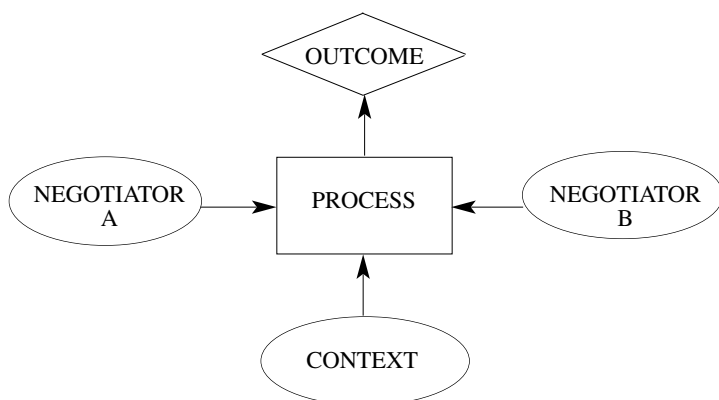 OUTCOME
NEGOTIATOR
A
PROCESS
NEGOTIATOR
B
CONTEXT